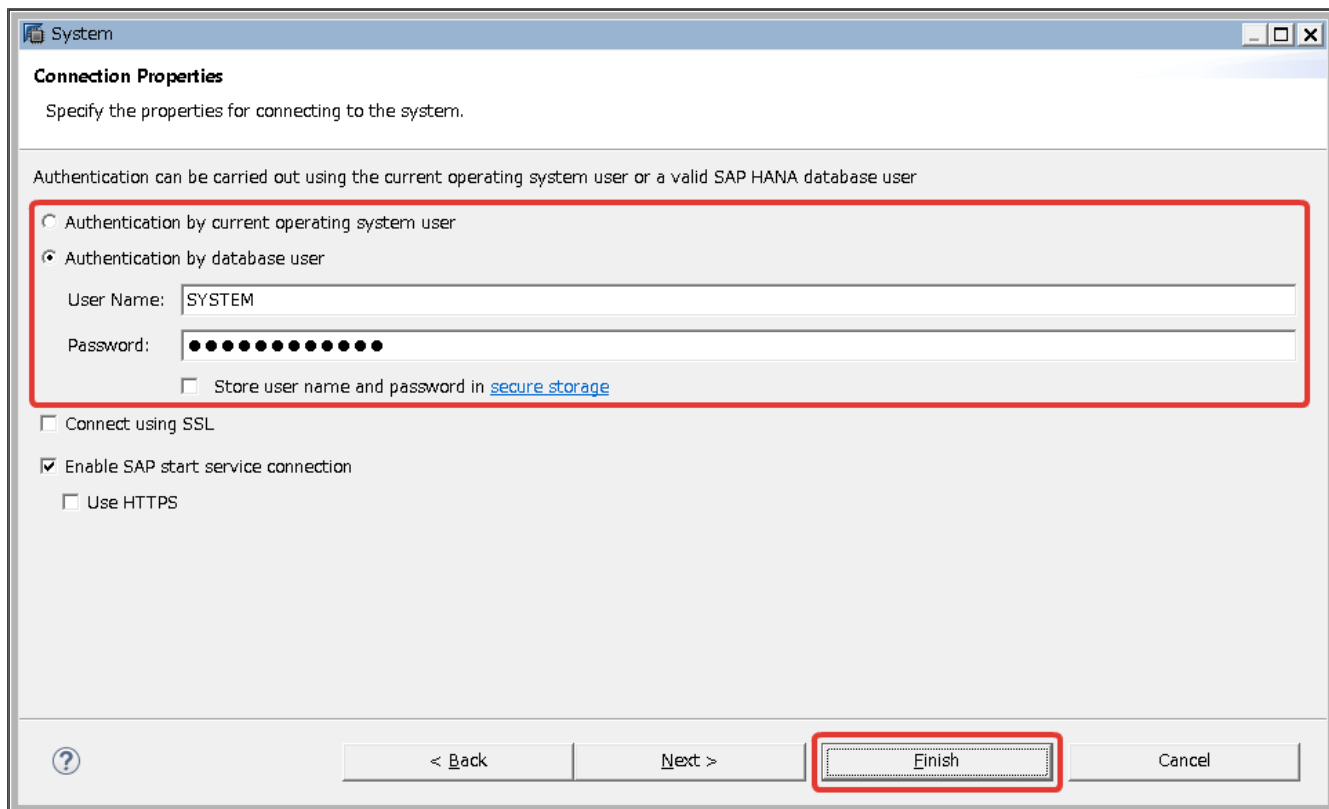 System
Connection Properties
Specify the properties for connecting to the system.
Authentication can be carried out using the current operating system user or a valid SAP HANA database user
Authentication by current operating system user
Authentication by database user
User Name: SYSTEM
Password: ●●●●●●●●●●●●
Store user name and password in secure storage
Connect using SSL
Enable SAP start service connection
Use HTTPS
? < Back Next > Finish Cancel